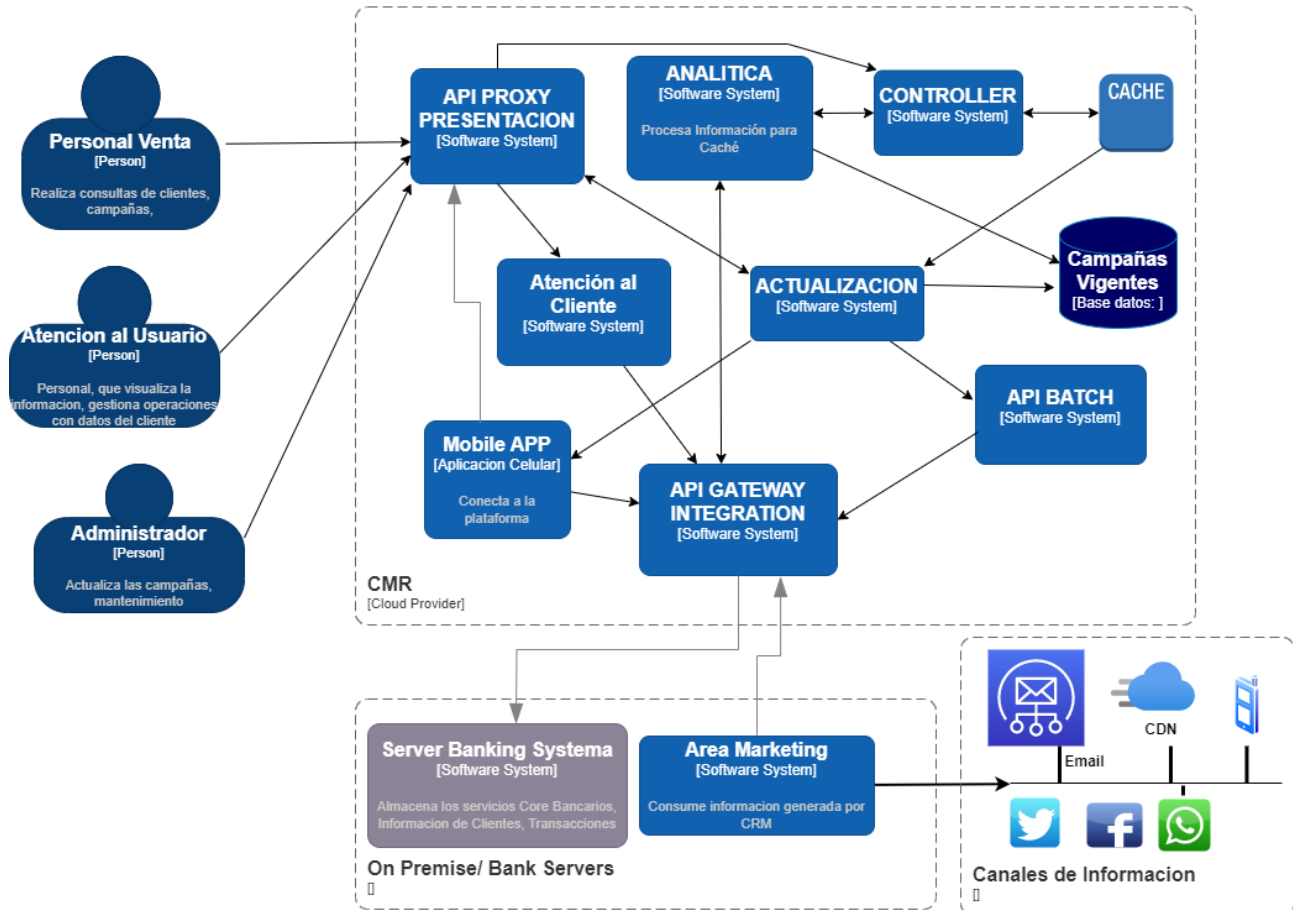 Personal Venta
[Person]
Realiza consultas de clientes,
campañas,
Atencion al Usuario
[Person]
Personal, que visualiza la
informacion, gestiona operaciones
con datos del cliente
Administrador
[Person]
Actualiza las campañas,
mantenimiento
API PROXY
PRESENTACION
[Software System]
ANALITICA
[Software System]
Procesa Información para
Caché
CONTROLLER
[Software System]
CACHE
Atención al
Cliente
[Software System]
ACTUALIZACION
[Software System]
Campañas
Vigentes
[Base datos: ]
Mobile APP
[Aplicacion Celular]
Conecta a la
plataforma
API GATEWAY
INTEGRATION
[Software System]
API BATCH
[Software System]
CMR
[Cloud Provider]
Server Banking Systema
[Software System]
Almacena los servicios Core Bancarios,
Informacion de Clientes, Transacciones
Area Marketing
[Software System]
Consume informacion generada por
CRM
On Premise/ Bank Servers
[]
Email
CDN
Canales de Informacion
[]